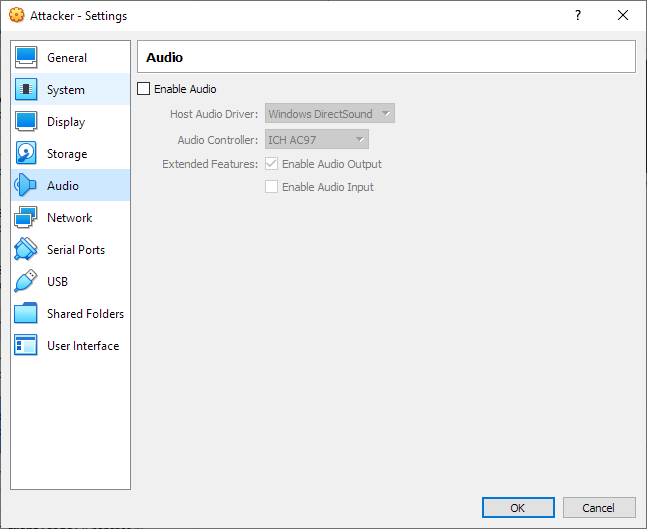 Attacker - Settings
?
General
System
Display
Storage
Audio
Network
Serial Ports
USB
Shared Folders
User Interface
Audio
Enable Audio
Host Audio Driver: Windows DirectSound
Audio Controller: ICH AC97
Extended Features: Enable Audio Output
Enable Audio Input
OK Cancel